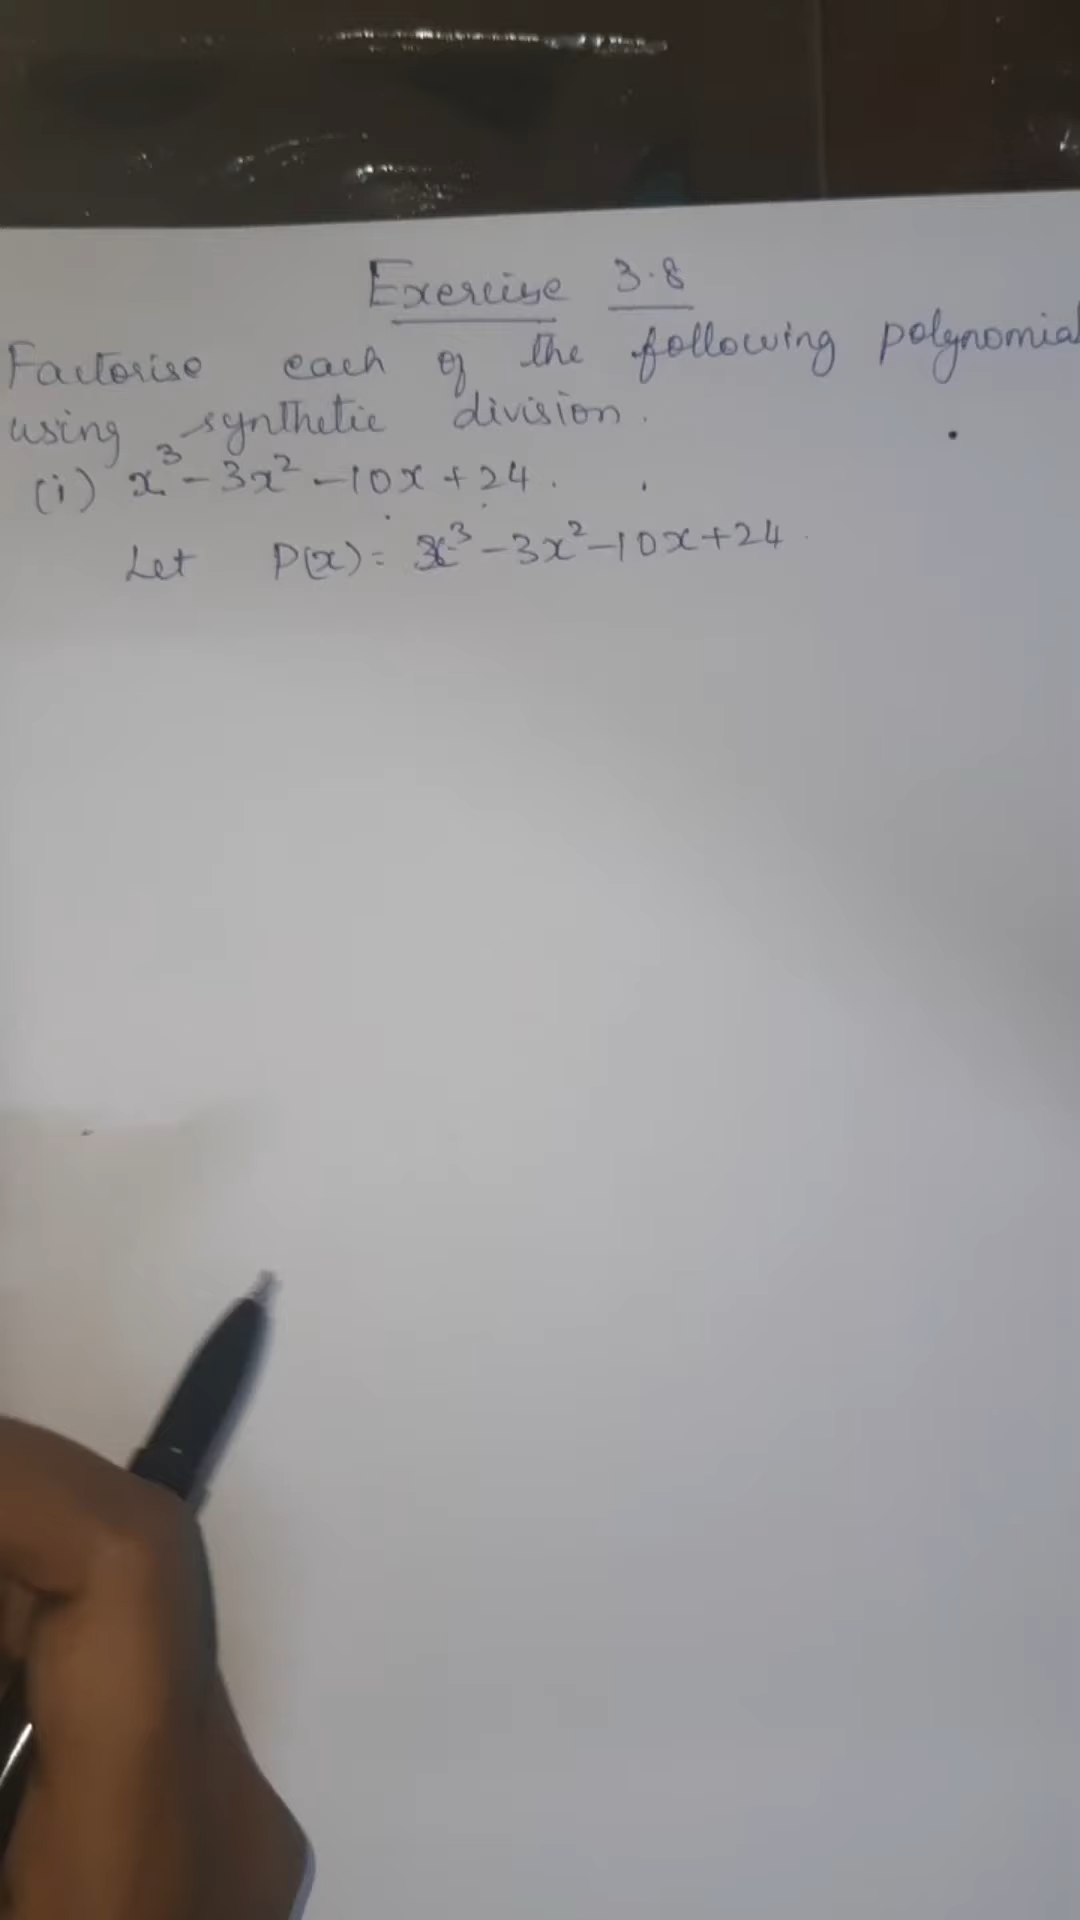 Exercise 3.8
Factorise each of the following polynomial
using synthetic division.
(i) x³ - 3x² - 10x + 24.
Let P(x) = x³ - 3x² - 10x + 24